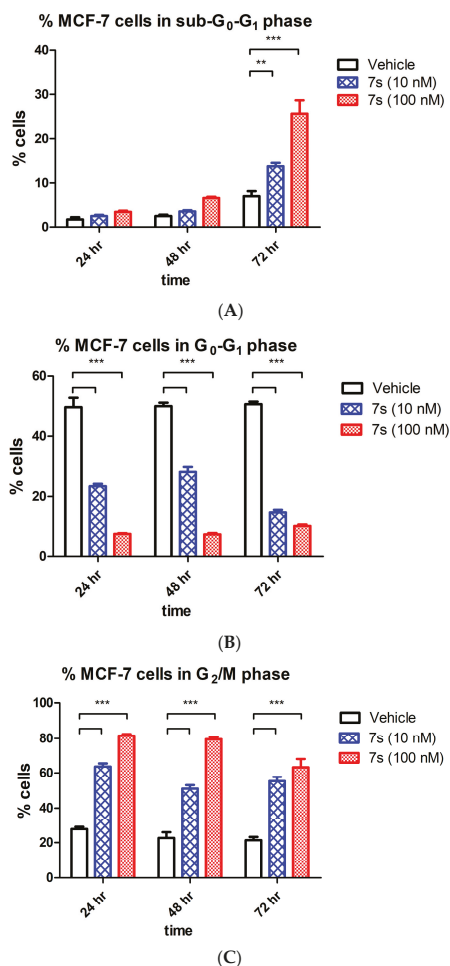 % MCF-7 cells in sub-G0-G1 phase
***
**
Vehicle
7s (10 nM)
7s (100 nM)
% cells
40
30
20
10
0
24 hr
48 hr
72 hr
time
(A)
% MCF-7 cells in G0-G1 phase
*** *** ***
Vehicle
7s (10 nM)
7s (100 nM)
% cells
60
40
20
0
24 hr
48 hr
72 hr
time
(B)
% MCF-7 cells in G2/M phase
*** *** ***
Vehicle
7s (10 nM)
7s (100 nM)
% cells
100
80
60
40
20
0
24 hr
48 hr
72 hr
time
(C)